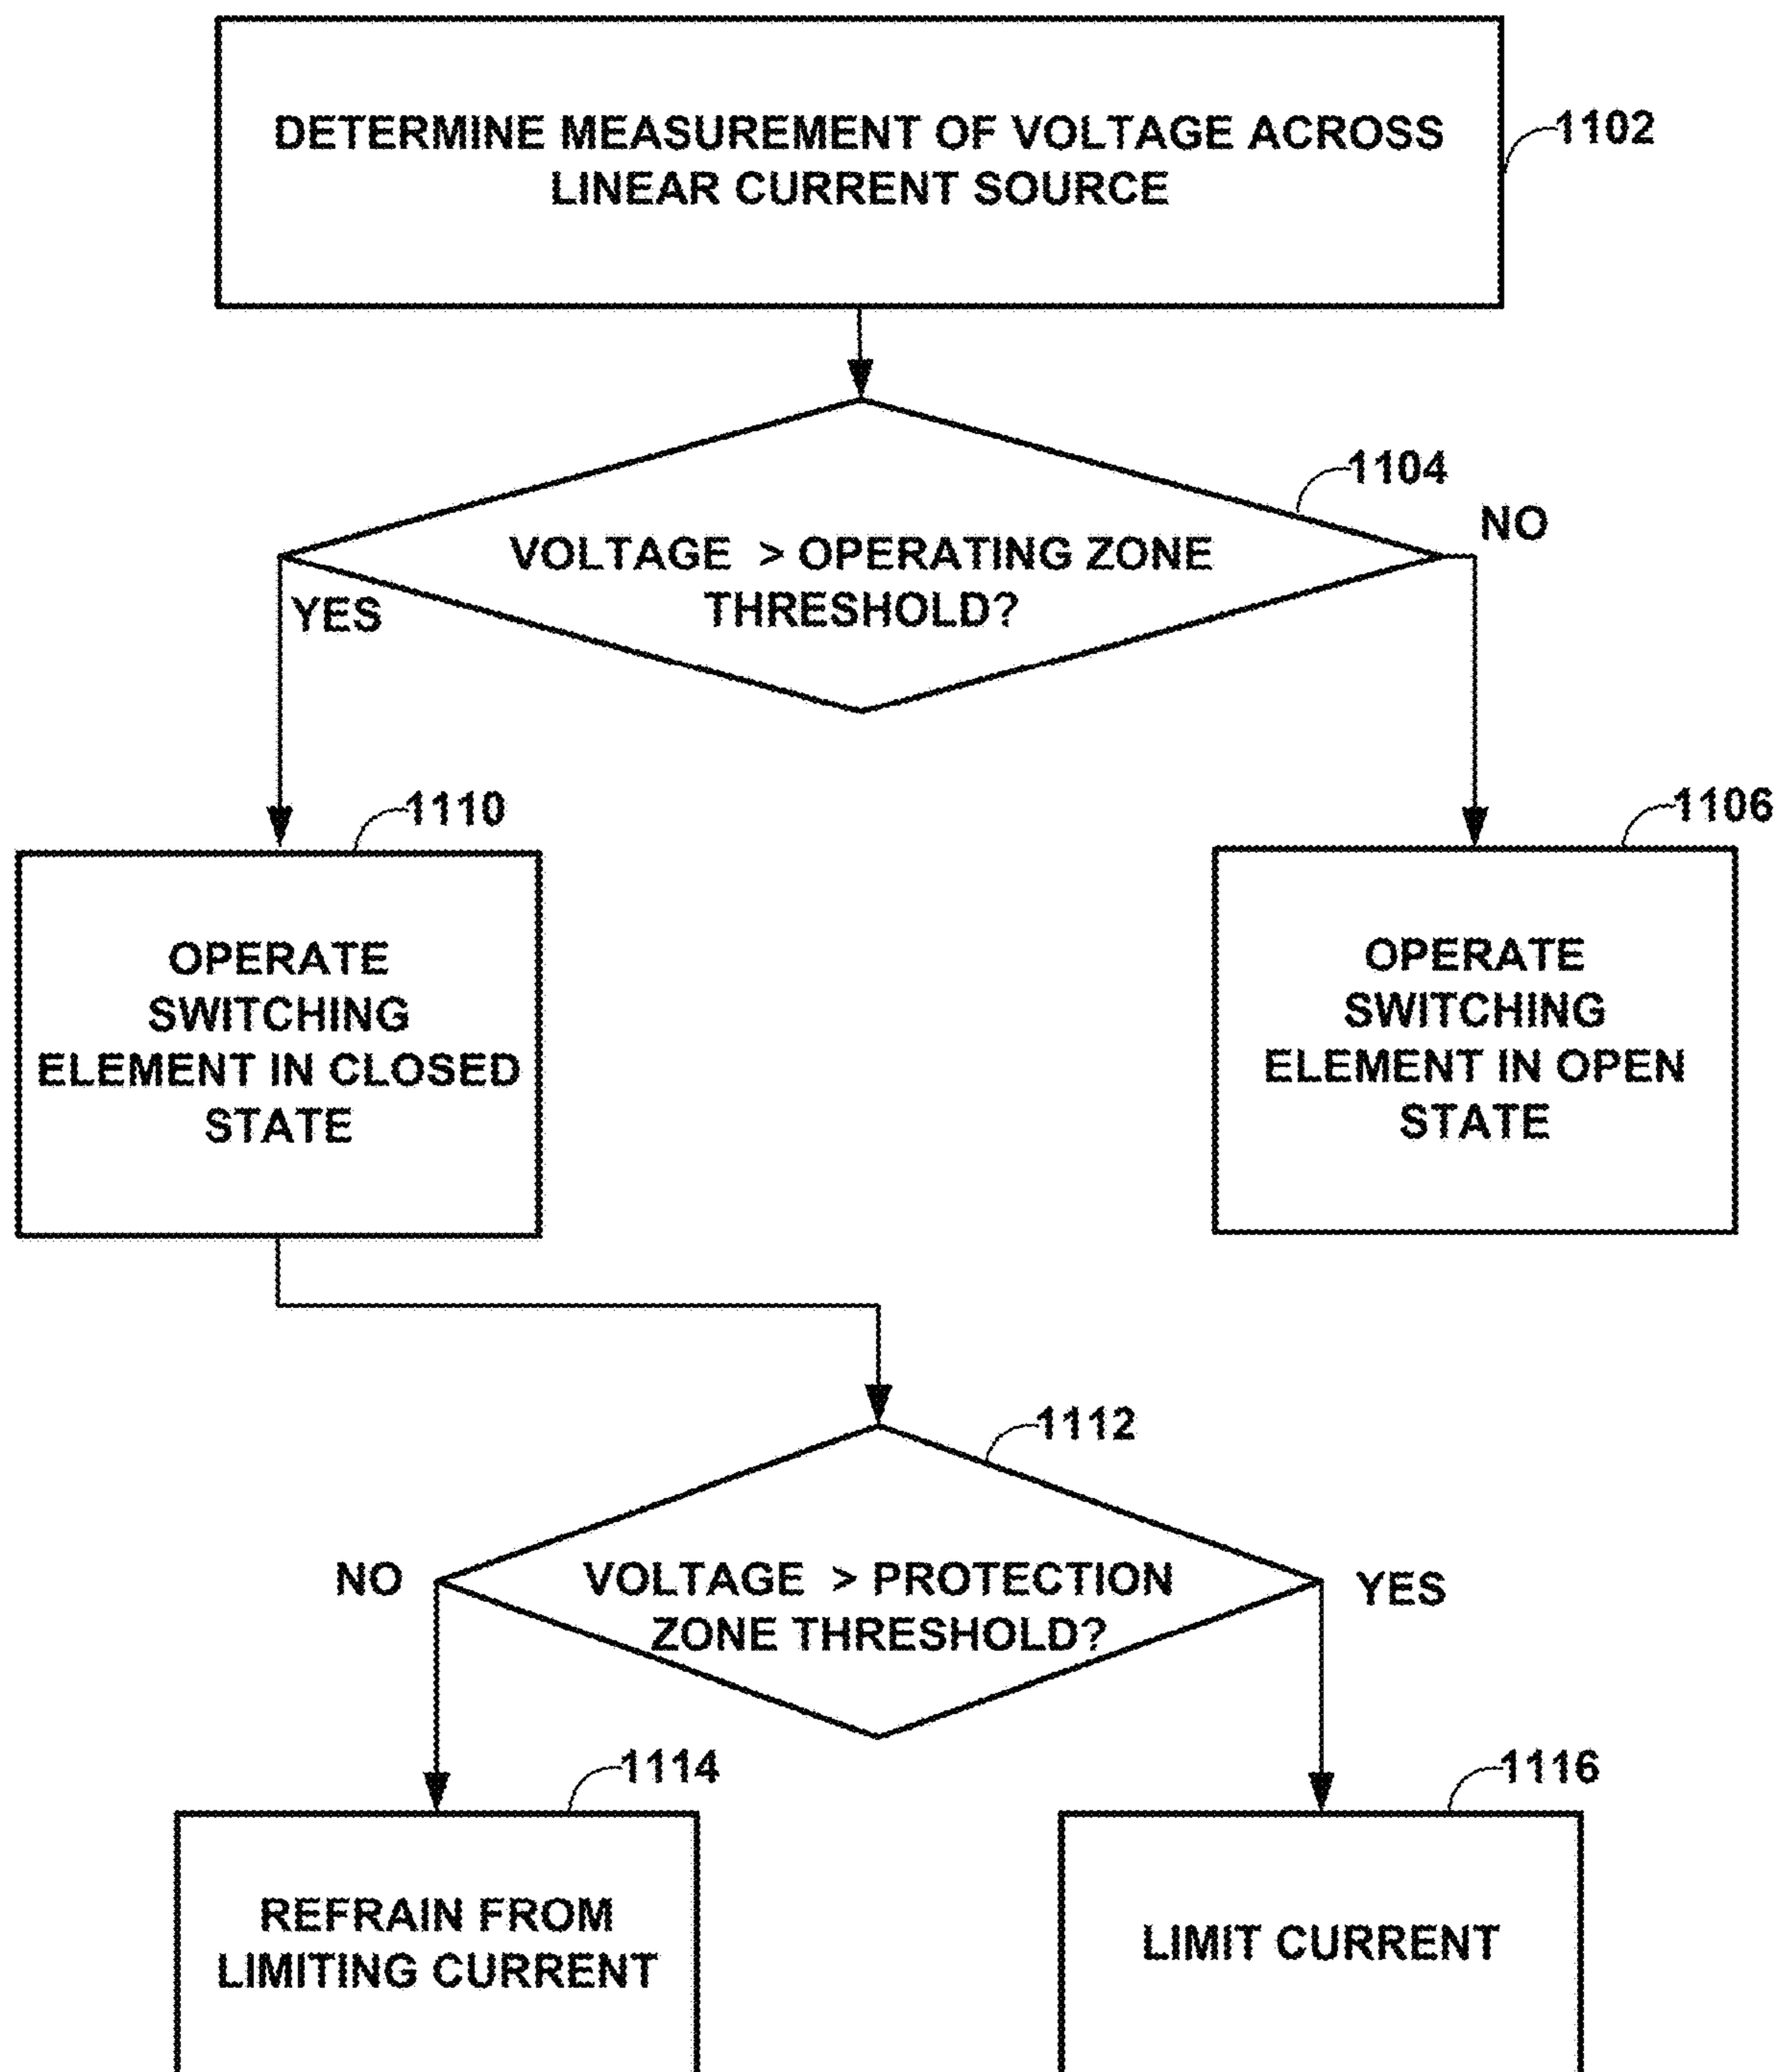 DETERMINE MEASUREMENT OF VOLTAGE ACROSS
LINEAR CURRENT SOURCE
1102
1104
VOLTAGE > OPERATING ZONE
THRESHOLD?
NO
YES
1110
1106
OPERATE
SWITCHING
ELEMENT IN CLOSED
STATE
OPERATE
SWITCHING
ELEMENT IN OPEN
STATE
1112
VOLTAGE > PROTECTION
ZONE THRESHOLD?
NO
YES
1114
1116
REFRAIN FROM
LIMITING CURRENT
LIMIT CURRENT